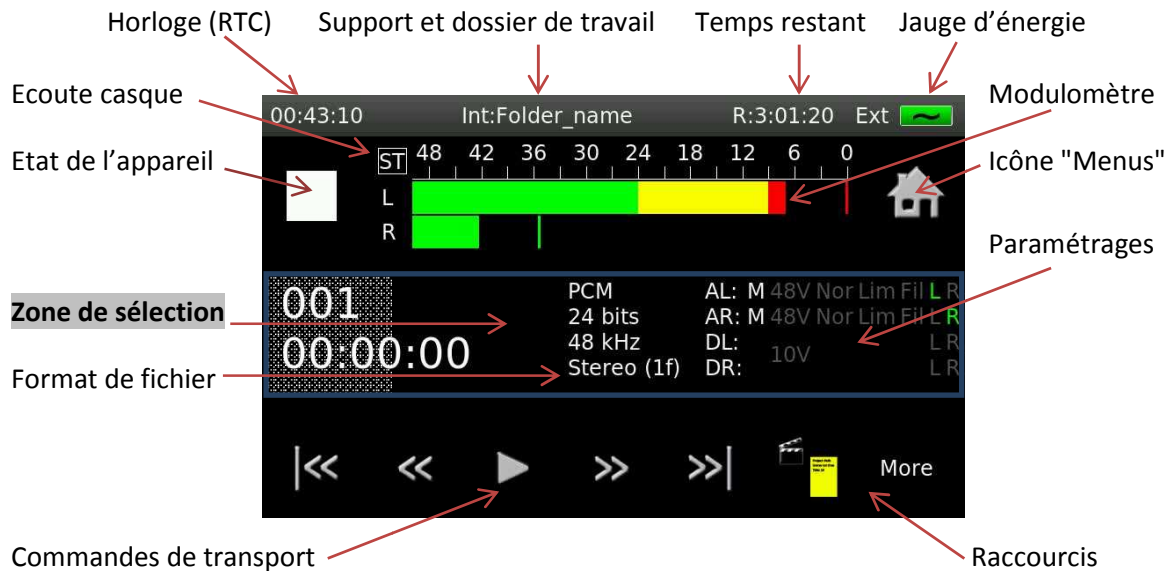 Horloge (RTC) Support et dossier de travail Temps restant Jauge d’énergie
Ecoute casque
Modulomètre
00:43:10 Int:Folder_name R:3:01:20 Ext
Etat de l’appareil
ST 48 42 36 30 24 18 12 6 0
Icône "Menus"
L
R
Paramétrages
Zone de sélection
001
00:00:00
PCM
24 bits
48 kHz
Stereo (1f)
AL: M 48V Nor Lim Fil L R
AR: M 48V Nor Lim Fil L R
DL: L R
10V
DR: L R
Format de fichier
|<< << >> >>| More
Commandes de transport
Raccourcis